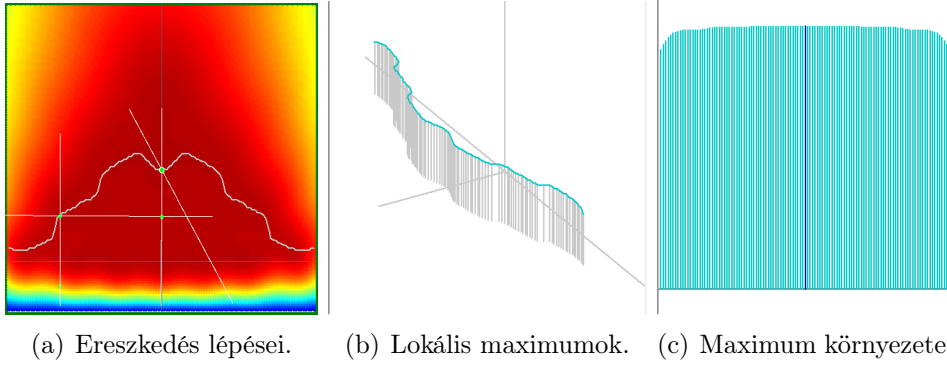 (a) Ereszkedés lépései.
(b) Lokális maximumok.
(c) Maximum környezete